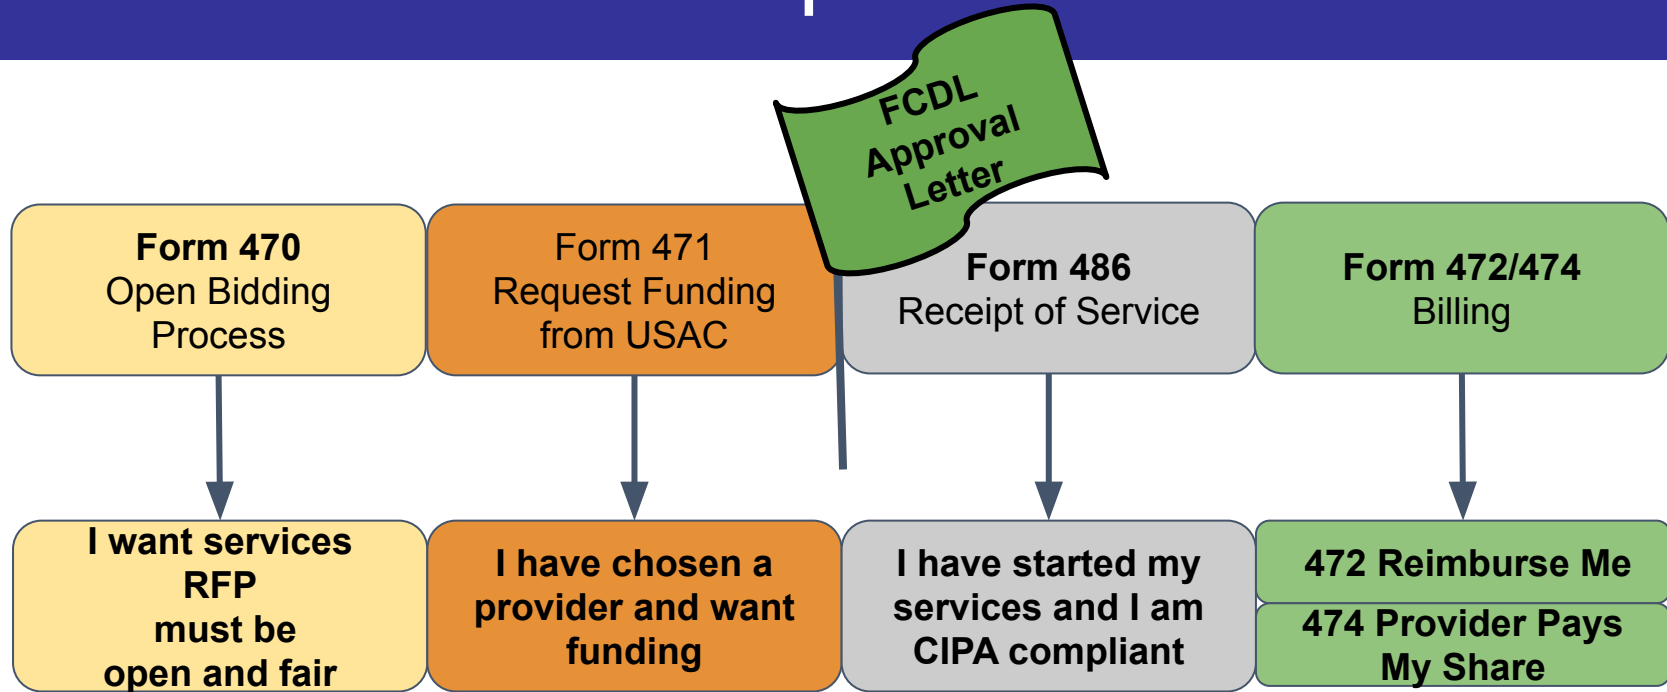 FCDL
Approval
Letter
Form 470
Open Bidding
Process
Form 471
Request Funding
from USAC
Form 486
Receipt of Service
Form 472/474
Billing
I want services
RFP
must be
open and fair
I have chosen a
provider and want
funding
I have started my
services and I am
CIPA compliant
472 Reimburse Me
474 Provider Pays
My Share